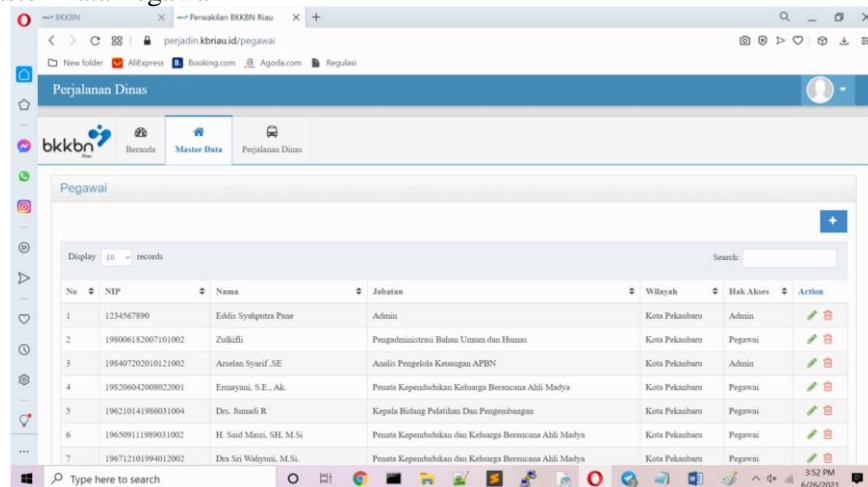 BKKBN
Perwakilan BKKBN Riau
perjadin.kbriau.id/pegawai
New folder AliExpress Booking.com Agoda.com Regulasi
Perjalanan Dinas
bkkbn
Riau
Beranda Master Data Perjalanan Dinas
Pegawai
+
Display 10 records Search:
No NIP Nama Jabatan Wilayah Hak Akses Action
1 1234567890 Eddis Syahputra Pane Admin Kota Pekanbaru Admin
2 198006182007101002 Zulkifli Pengadministrasi Bahan Umum dan Humas Kota Pekanbaru Pegawai
3 198407202010121002 Arselan Syarif ,SE Analis Pengelola Keuangan APBN Kota Pekanbaru Admin
4 198206042008022001 Ermayani, S.E., Ak. Penata Kependudukan Keluarga Berencana Ahli Madya Kota Pekanbaru Pegawai
5 196210141986031004 Drs. Jumadi R Kepala Bidang Pelatihan Dan Pengembangan Kota Pekanbaru Pegawai
6 196509111989031002 H. Said Masri, SH, M.Si Penata Kependudukan dan Keluarga Berencana Ahli Madya Kota Pekanbaru Pegawai
7 196712101994012002 Dra Sri Wahyuni, M.Si. Penata Kependudukan dan Keluarga Berencana Ahli Madya Kota Pekanbaru Pegawai
Type here to search
3:52 PM
6/26/2021